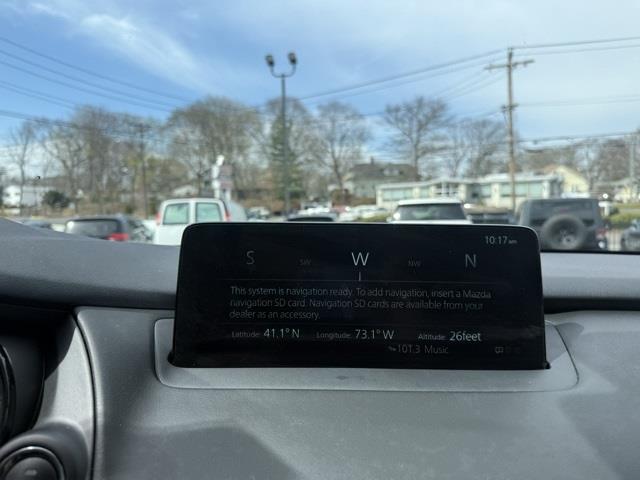 10:17 am
S SW W NW N
This system is navigation ready. To add navigation, insert a Mazda
navigation SD card. Navigation SD cards are available from your
dealer as an accessory.
Latitude: 41.1° N Longitude: 73.1° W Altitude: 26feet
101.3 Music